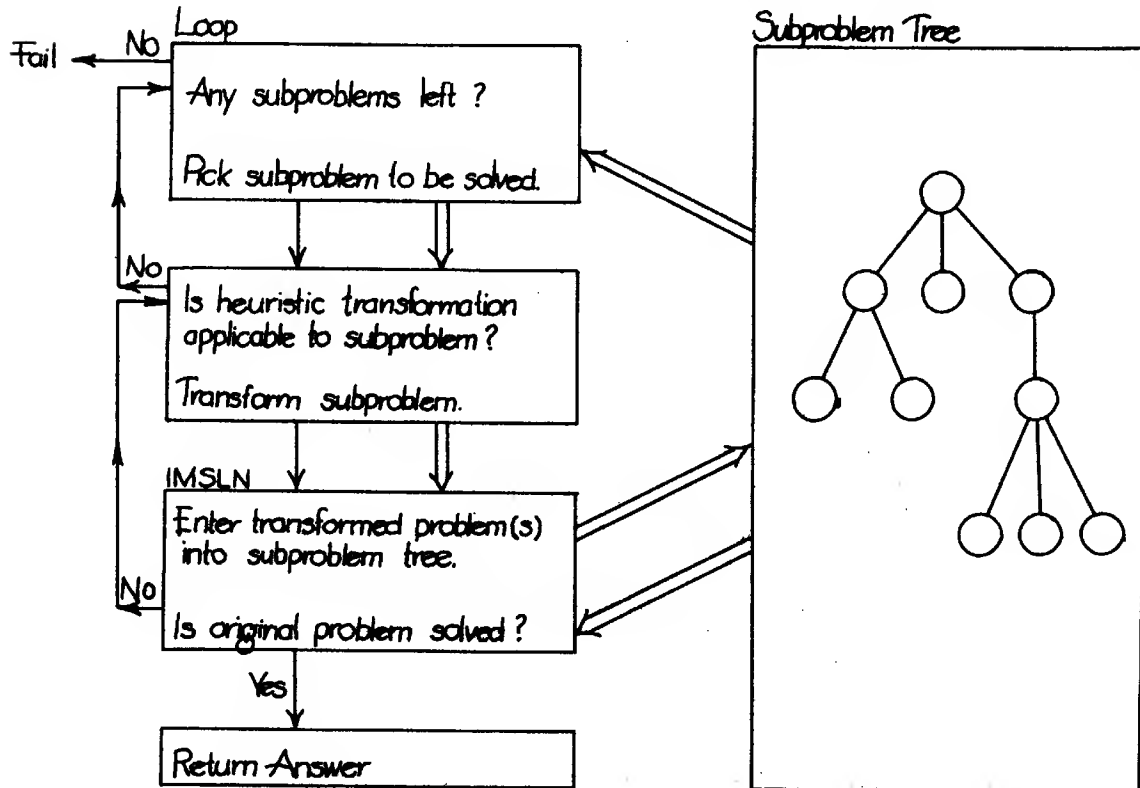 Loop
Fail
No
Any subproblems left ?
Pick subproblem to be solved.
No
Is heuristic transformation
applicable to subproblem ?
Transform subproblem.
IMSLN
Enter transformed problem(s)
into subproblem tree.
No
Is original problem solved ?
Yes
Return Answer
Subproblem Tree